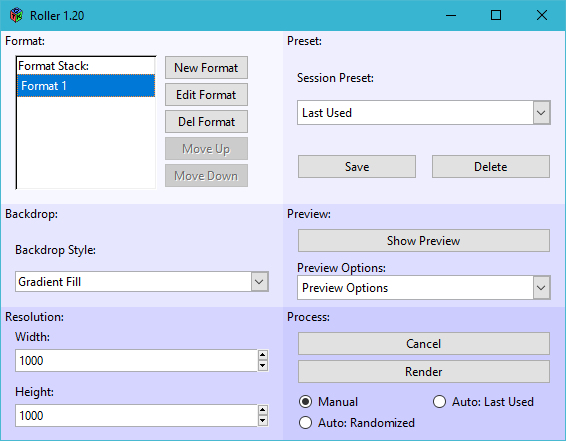 Roller 1.20
Format:
Format Stack:
Format 1
New Format
Edit Format
Del Format
Move Up
Move Down
Preset:
Session Preset:
Last Used
Save
Delete
Backdrop:
Backdrop Style:
Gradient Fill
Preview:
Show Preview
Preview Options:
Preview Options
Resolution:
Width:
1000
Height:
1000
Process:
Cancel
Render
Manual
Auto: Last Used
Auto: Randomized